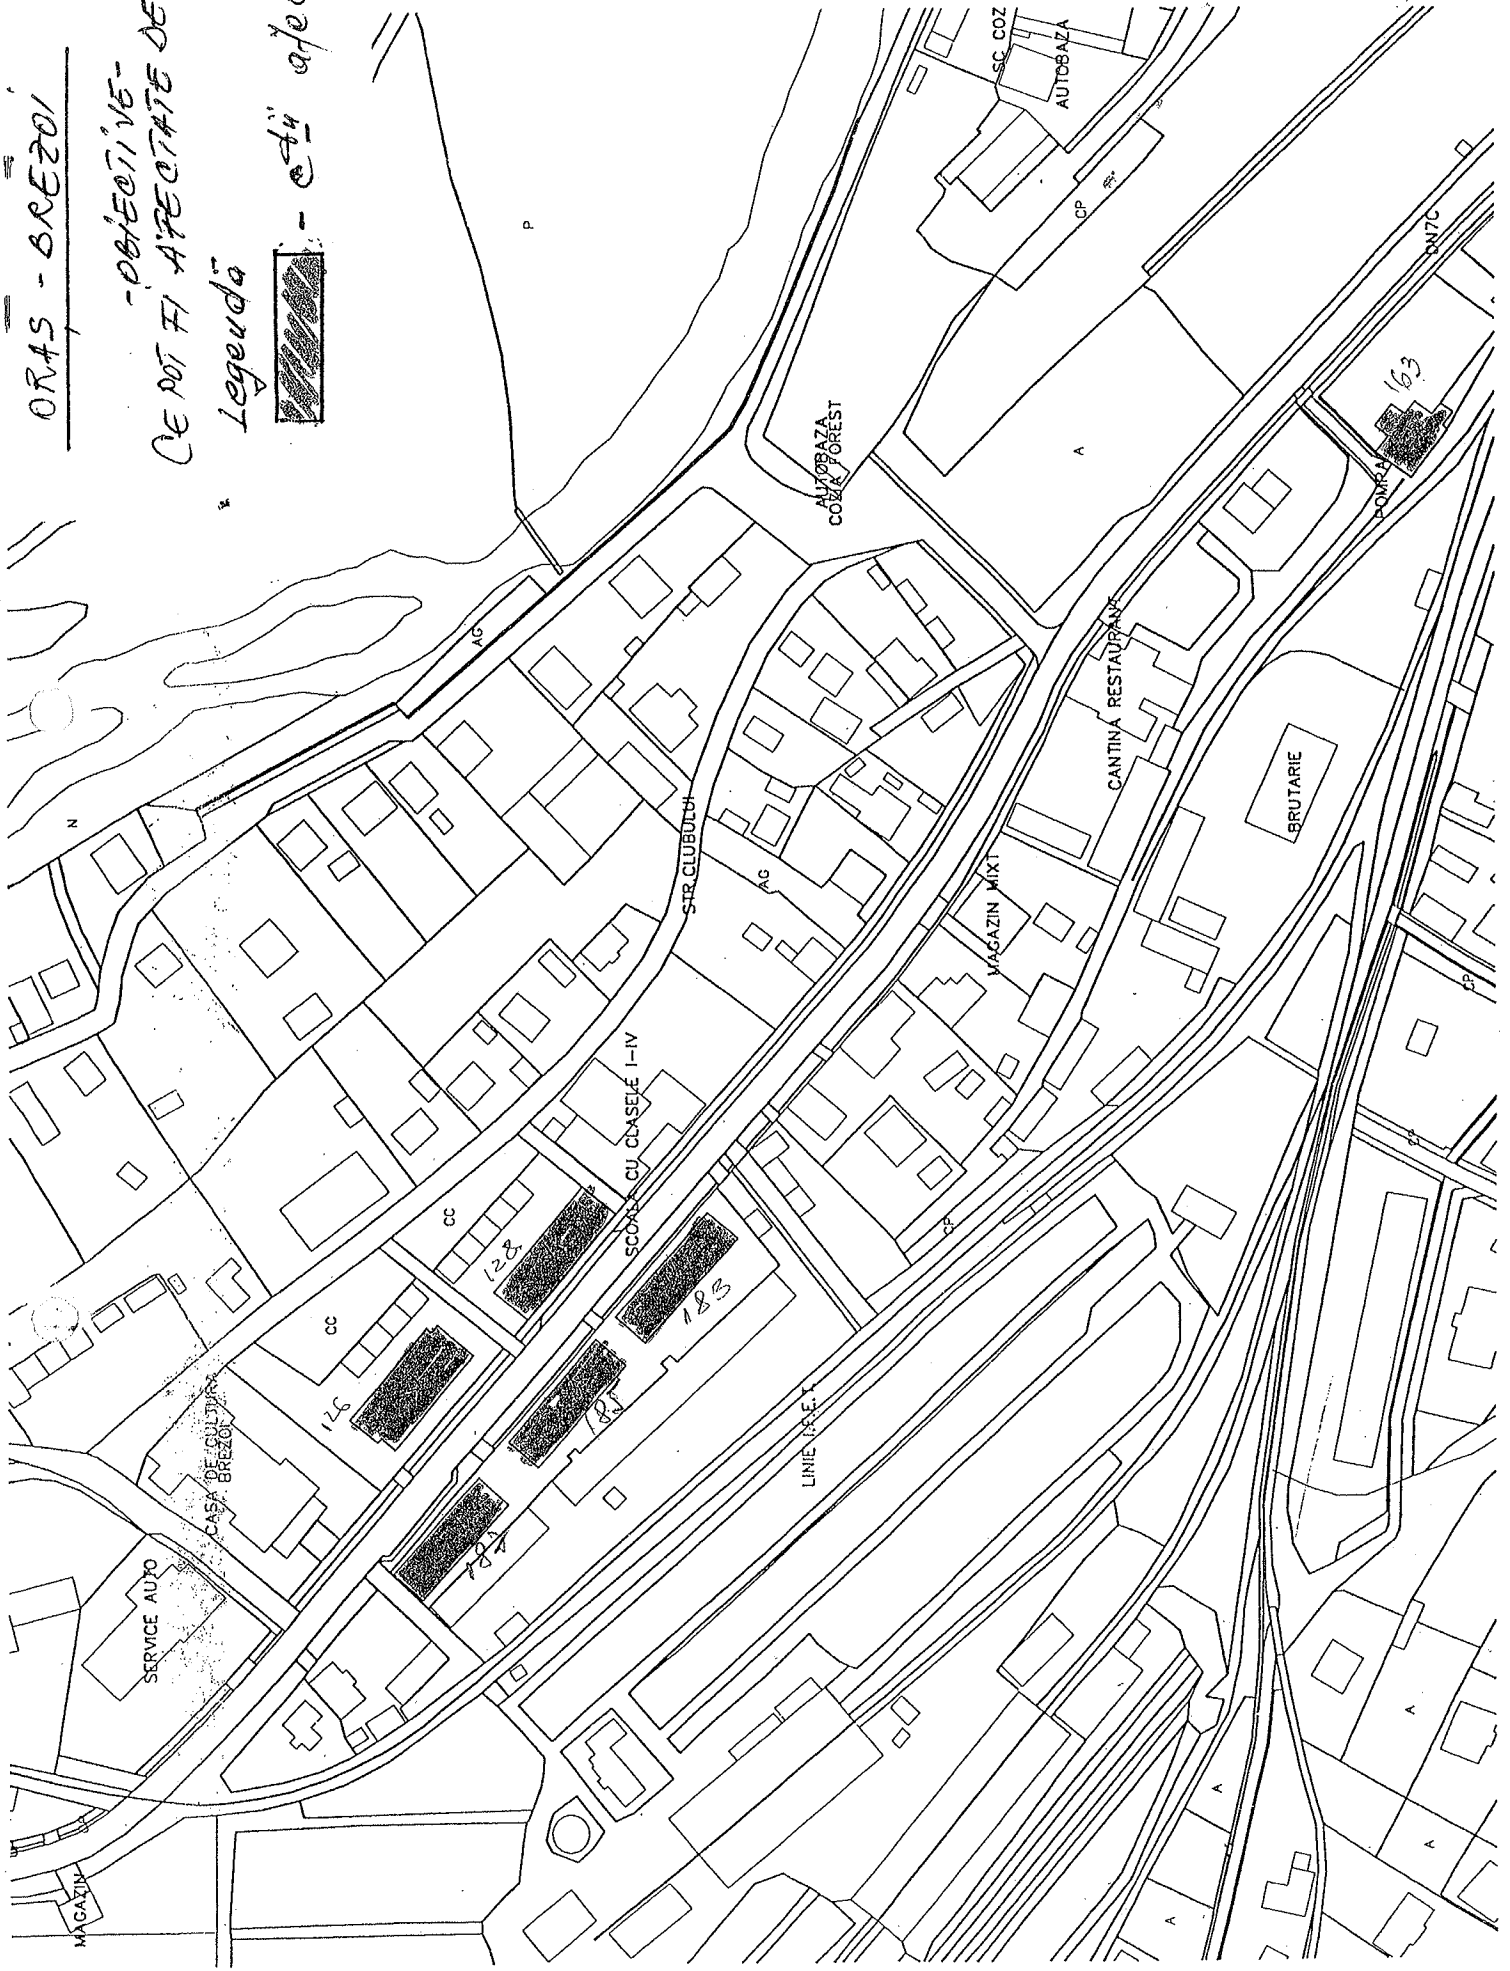 ORAȘ - BREZOI
- OBIECTIVE -
CE POT FI AFECTATE DE
Legendă
SC COZ
AUTOBAZA
P
CP
DN7C
163
POMPA
AUTOBAZA
COZIA FOREST
A
AG
N
STR.CLUBULUI
AG
CANTINA RESTAURANT
MAGAZIN MIXT
BRUTARIE
CP
CP
SCOALA CU CLASELE I-IV
CC
128
183
CC
126
CP
LINIE I.F.E.T.
CASA DE CULTURA
BREZOI
SERVICE AUTO
MAGAZIN
A
A
A
A
A